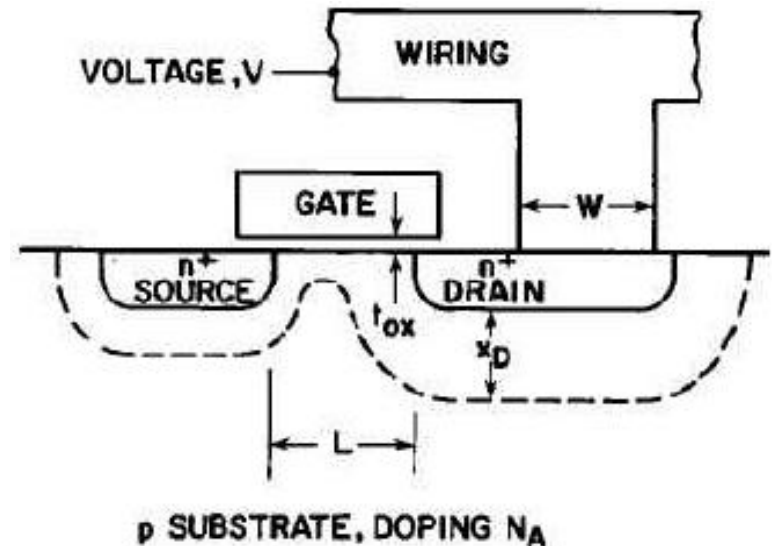 WIRING
VOLTAGE, V
GATE
W
n+
SOURCE
n+
DRAIN
tox
xD
L
p SUBSTRATE, DOPING NA